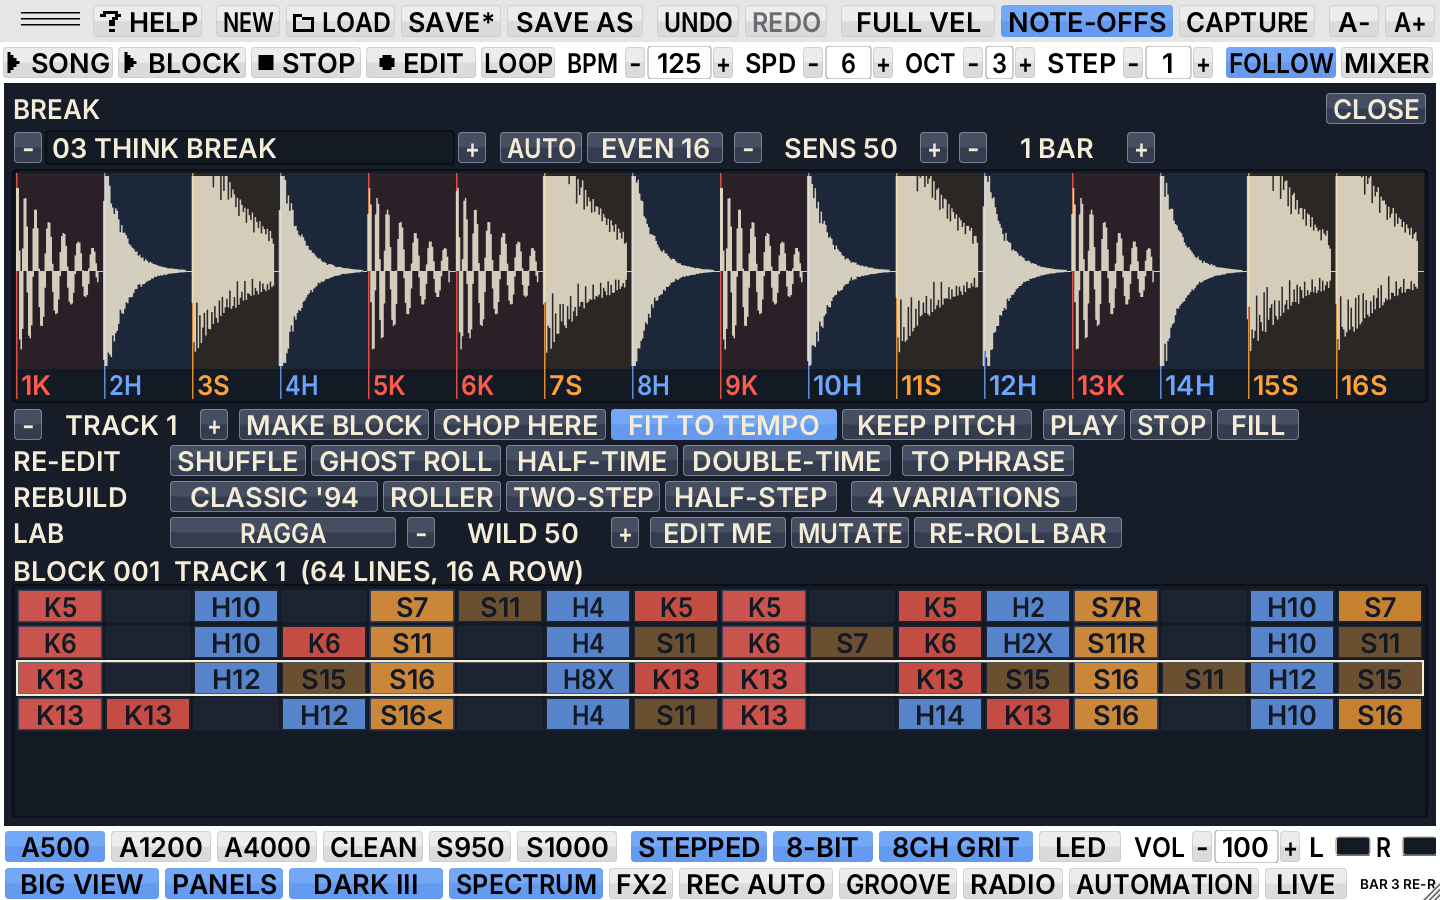 HELP NEW LOAD SAVE* SAVE AS UNDO REDO FULL VEL NOTE-OFFS CAPTURE A- A+
SONG BLOCK STOP EDIT LOOP BPM - 125 + SPD - 6 + OCT - 3 + STEP - 1 + FOLLOW MIXER
BREAK CLOSE
- 03 THINK BREAK + AUTO EVEN 16 - SENS 50 + - 1 BAR +
1K 2H 3S 4H 5K 6K 7S 8H 9K 10H 11S 12H 13K 14H 15S 16S
- TRACK 1 + MAKE BLOCK CHOP HERE FIT TO TEMPO KEEP PITCH PLAY STOP FILL
RE-EDIT SHUFFLE GHOST ROLL HALF-TIME DOUBLE-TIME TO PHRASE
REBUILD CLASSIC '94 ROLLER TWO-STEP HALF-STEP 4 VARIATIONS
LAB RAGGA - WILD 50 + EDIT ME MUTATE RE-ROLL BAR
BLOCK 001 TRACK 1 (64 LINES, 16 A ROW)
K5 H10 S7 S11 H4 K5 K5 K5 H2 S7R H10 S7
K6 H10 K6 S11 H4 S11 K6 S7 K6 H2X S11R H10 S11
K13 H12 S15 S16 H8X K13 K13 K13 S15 S16 S11 H12 S15
K13 K13 H12 S16< H4 S11 K13 H14 K13 S16 H10 S16
A500 A1200 A4000 CLEAN S950 S1000 STEPPED 8-BIT 8CH GRIT LED VOL - 100 + L R
BIG VIEW PANELS DARK III SPECTRUM FX2 REC AUTO GROOVE RADIO AUTOMATION LIVE BAR 3 RE-R